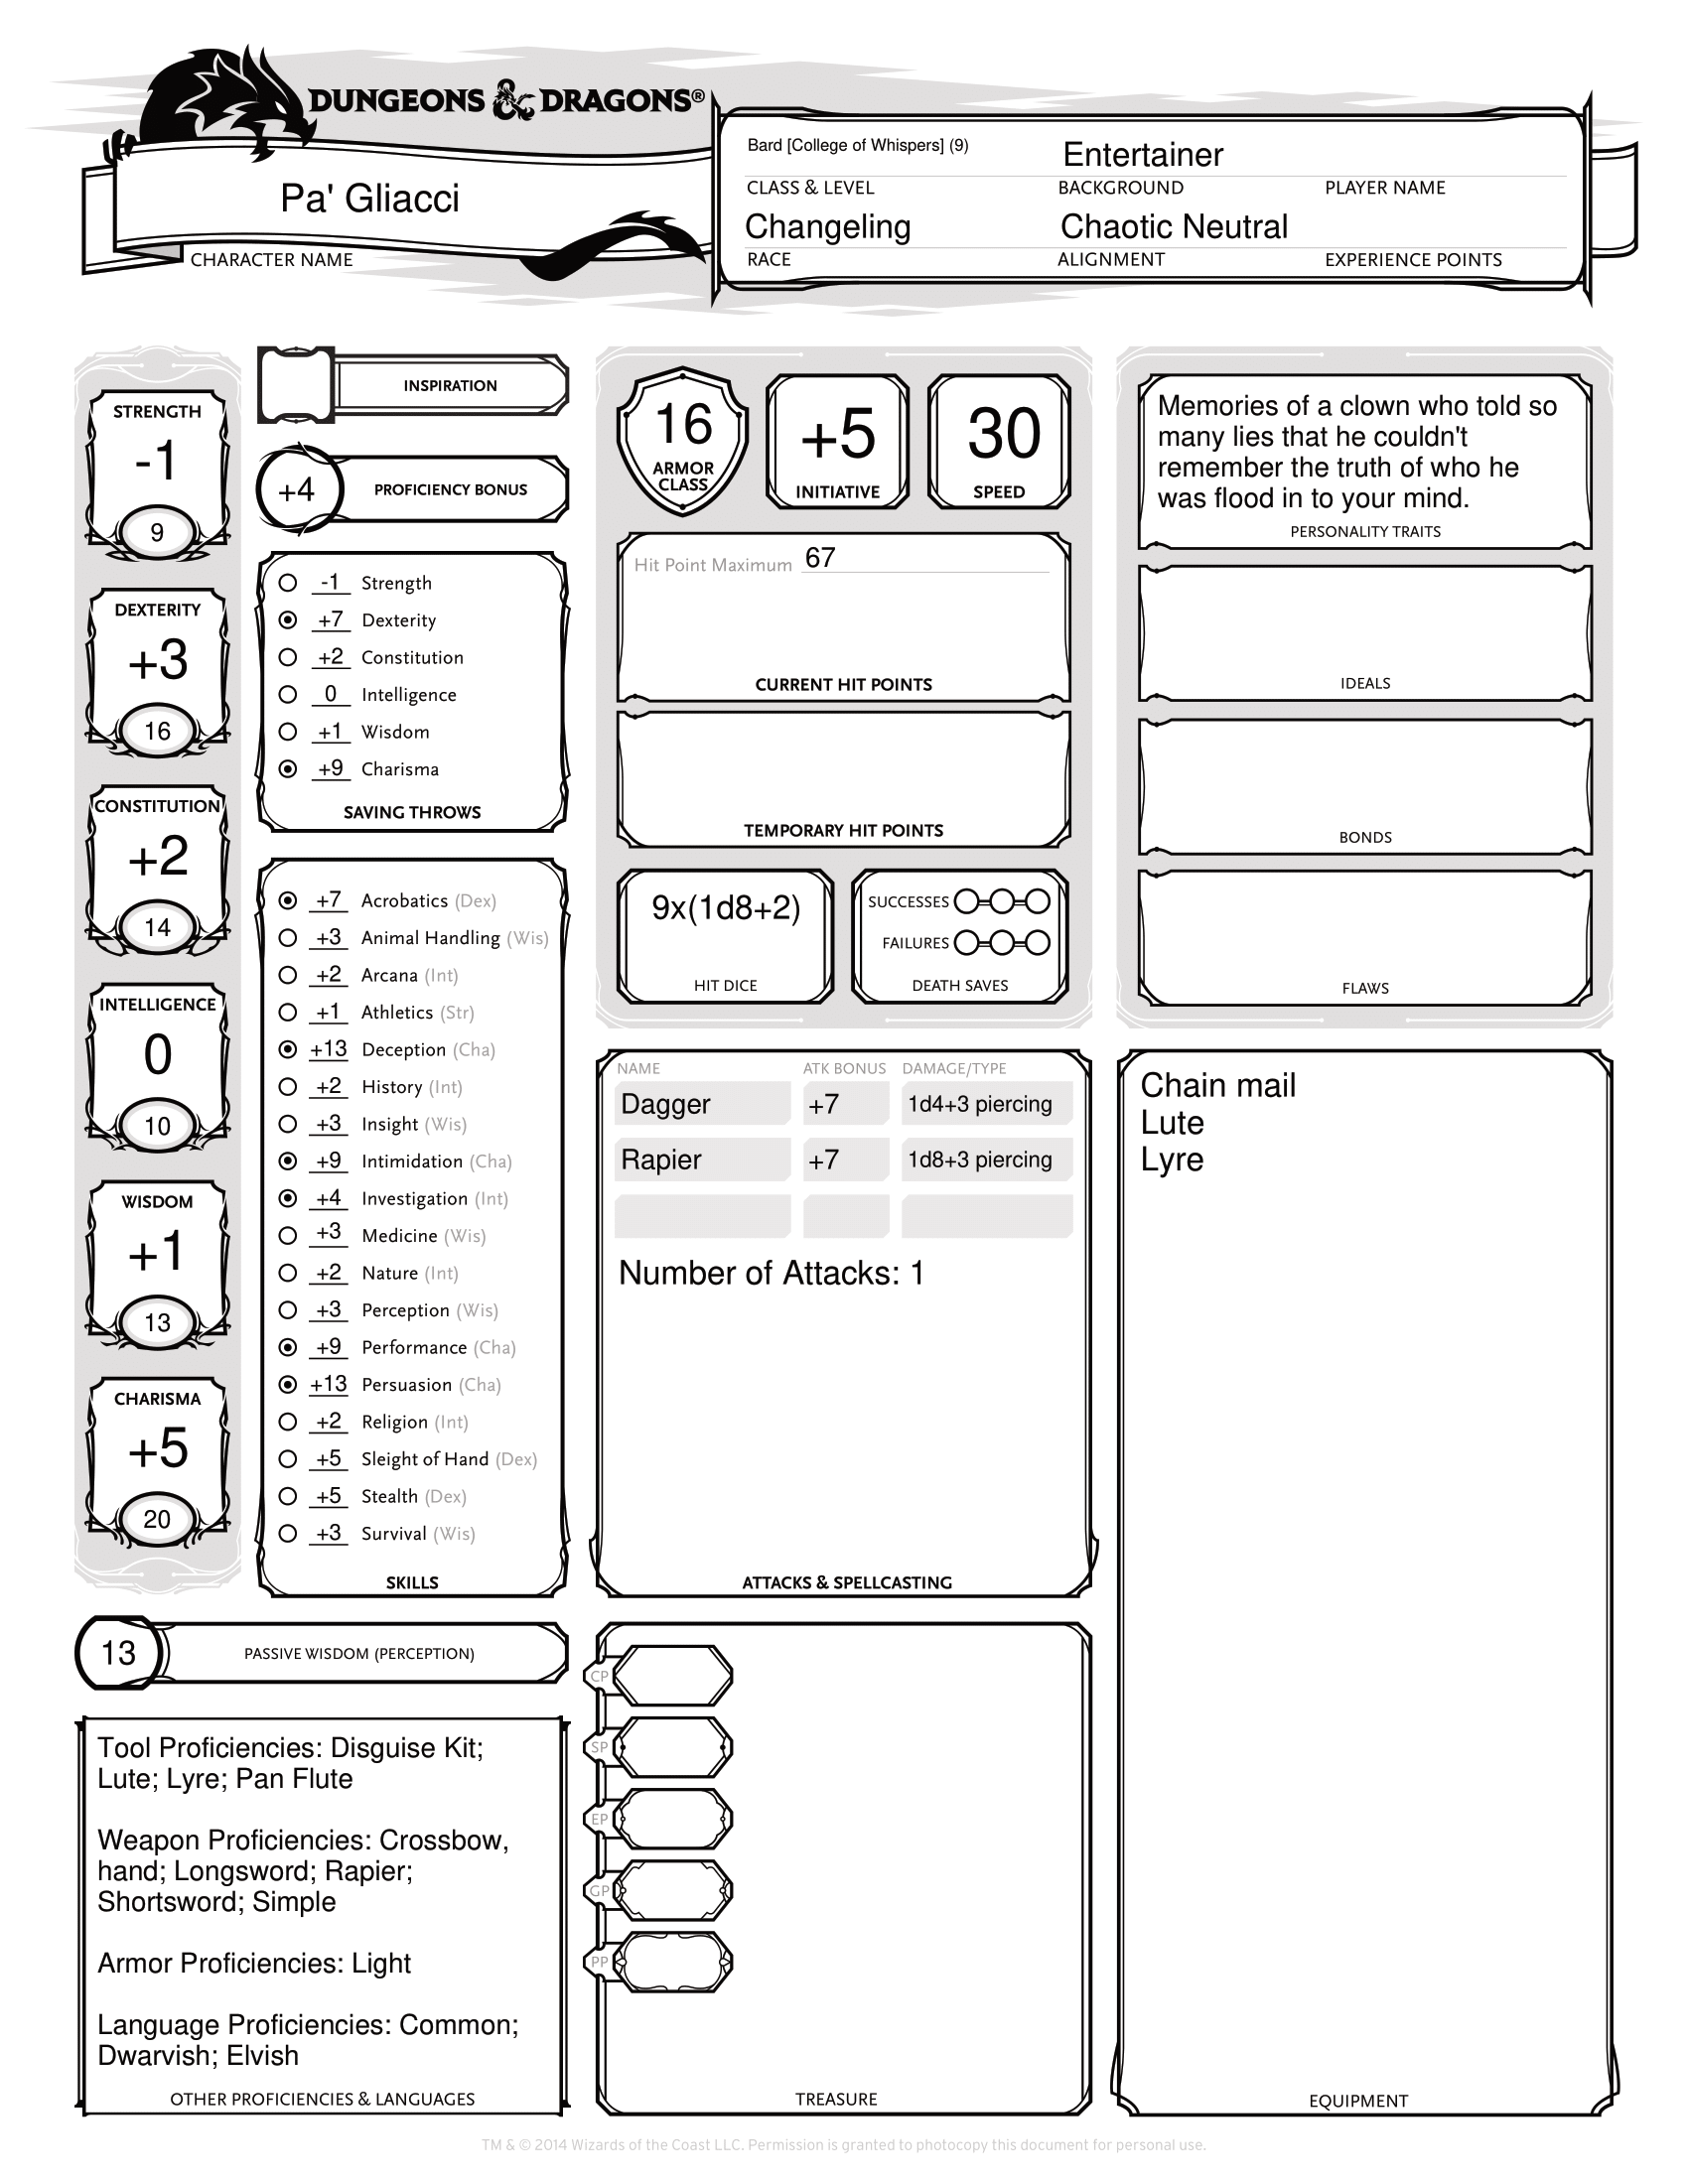 DUNGEONS & DRAGONS®
Pa' Gliacci
CHARACTER NAME
Bard [College of Whispers] (9)
Entertainer
CLASS & LEVEL
BACKGROUND
PLAYER NAME
Changeling
Chaotic Neutral
RACE
ALIGNMENT
EXPERIENCE POINTS
STRENGTH
-1
9
DEXTERITY
+3
16
CONSTITUTION
+2
14
INTELLIGENCE
0
10
WISDOM
+1
13
CHARISMA
+5
20
INSPIRATION
+4 PROFICIENCY BONUS
-1 Strength
+7 Dexterity
+2 Constitution
0 Intelligence
+1 Wisdom
+9 Charisma
SAVING THROWS
+7 Acrobatics (Dex)
+3 Animal Handling (Wis)
+2 Arcana (Int)
+1 Athletics (Str)
+13 Deception (Cha)
+2 History (Int)
+3 Insight (Wis)
+9 Intimidation (Cha)
+4 Investigation (Int)
+3 Medicine (Wis)
+2 Nature (Int)
+3 Perception (Wis)
+9 Performance (Cha)
+13 Persuasion (Cha)
+2 Religion (Int)
+5 Sleight of Hand (Dex)
+5 Stealth (Dex)
+3 Survival (Wis)
SKILLS
13 PASSIVE WISDOM (PERCEPTION)
Tool Proficiencies: Disguise Kit;
Lute; Lyre; Pan Flute
Weapon Proficiencies: Crossbow,
hand; Longsword; Rapier;
Shortsword; Simple
Armor Proficiencies: Light
Language Proficiencies: Common;
Dwarvish; Elvish
OTHER PROFICIENCIES & LANGUAGES
16
ARMOR
CLASS
+5
INITIATIVE
30
SPEED
Hit Point Maximum 67
CURRENT HIT POINTS
TEMPORARY HIT POINTS
9x(1d8+2)
HIT DICE
SUCCESSES
FAILURES
DEATH SAVES
NAME ATK BONUS DAMAGE/TYPE
Dagger +7 1d4+3 piercing
Rapier +7 1d8+3 piercing
Number of Attacks: 1
ATTACKS & SPELLCASTING
CP
SP
EP
GP
PP
TREASURE
Memories of a clown who told so
many lies that he couldn't
remember the truth of who he
was flood in to your mind.
PERSONALITY TRAITS
IDEALS
BONDS
FLAWS
Chain mail
Lute
Lyre
EQUIPMENT
TM & © 2014 Wizards of the Coast LLC. Permission is granted to photocopy this document for personal use.